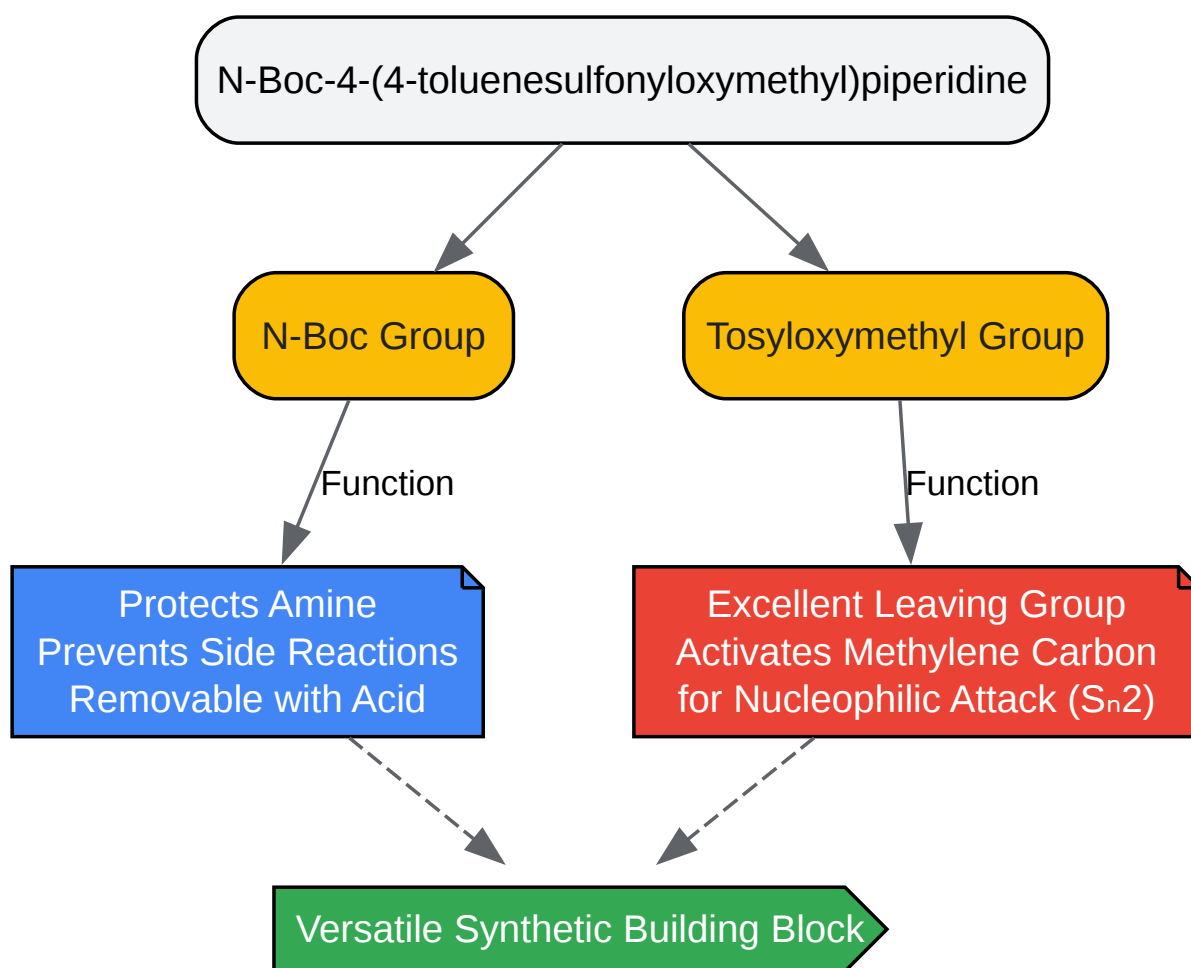 N-Boc-4-(4-toluenesulfonyloxymethyl)piperidine
N-Boc Group
Tosyloxymethyl Group
Function
Function
Protects Amine
Prevents Side Reactions
Removable with Acid
Excellent Leaving Group
Activates Methylene Carbon
for Nucleophilic Attack (Sₙ2)
Versatile Synthetic Building Block